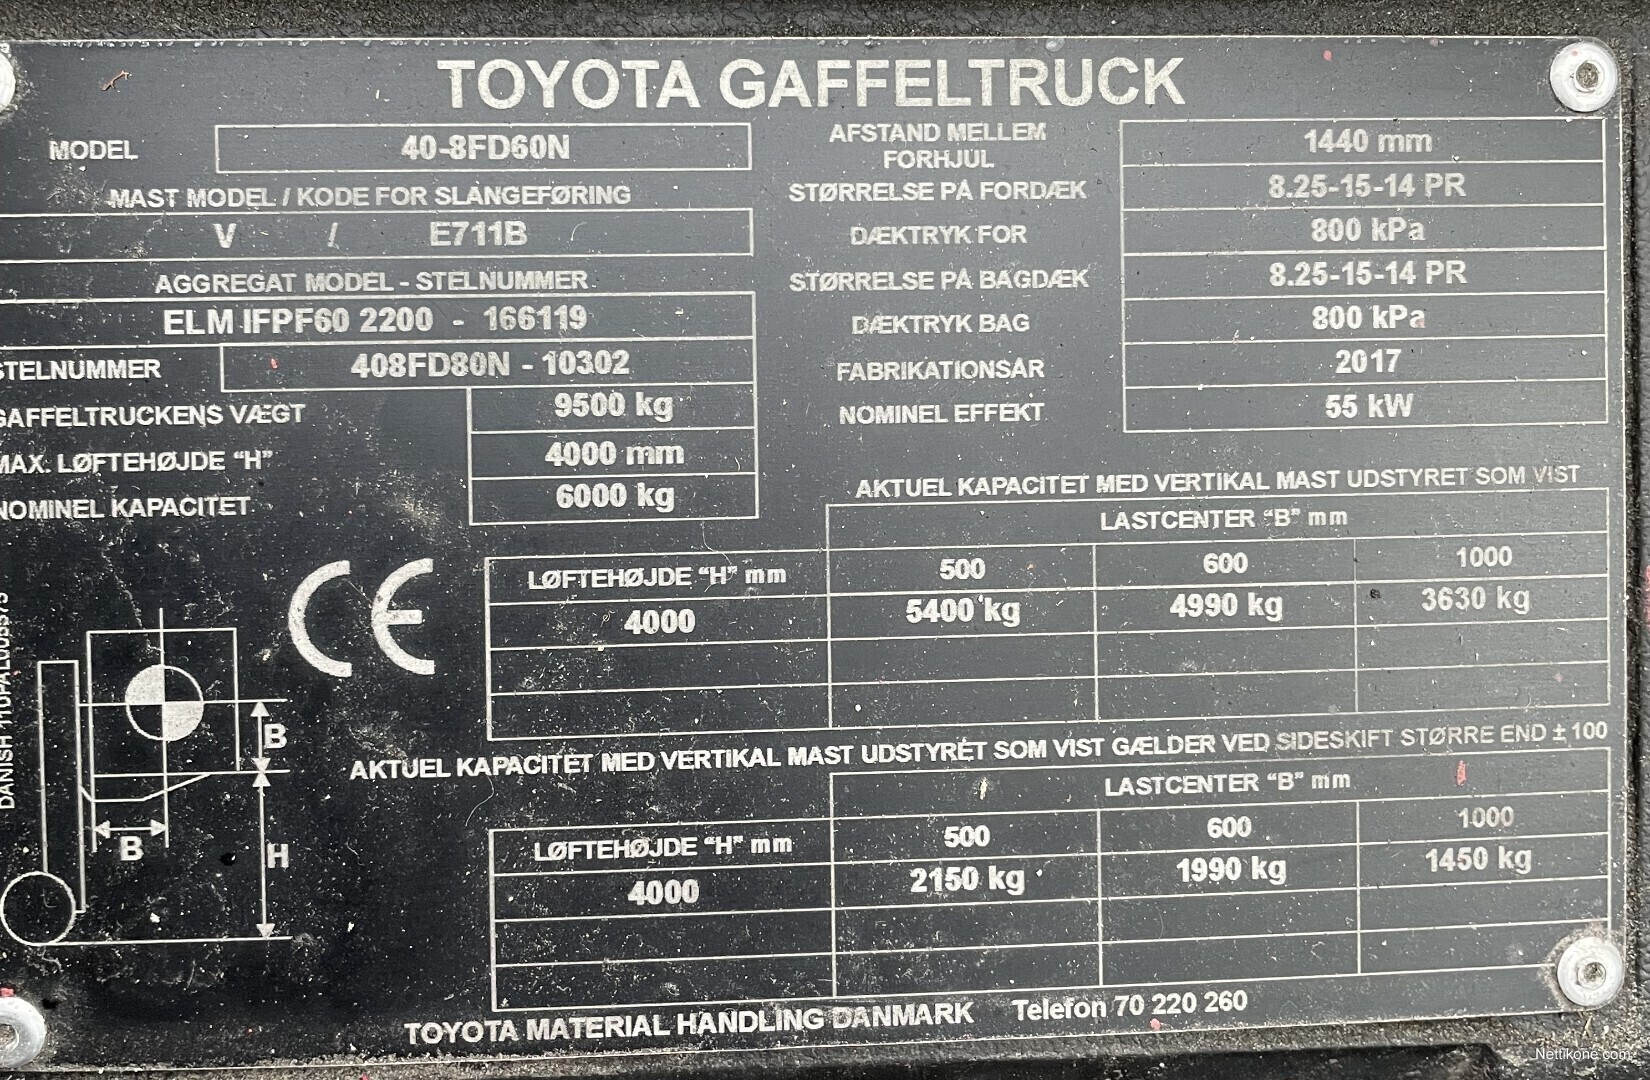 TOYOTA GAFFELTRUCK
MODEL 40-8FD60N
MAST MODEL / KODE FOR SLANGEFØRING
V / E711B
AGGREGAT MODEL - STELNUMMER
ELM IFPF60 2200 - 166119
STELNUMMER 408FD80N - 10302
GAFFELTRUCKENS VÆGT 9500 kg
MAX. LØFTEHØJDE "H" 4000 mm
NOMINEL KAPACITET 6000 kg
AFSTAND MELLEM
FORHJUL 1440 mm
STØRRELSE PÅ FORDÆK 8.25-15-14 PR
DÆKTRYK FOR 800 kPa
STØRRELSE PÅ BAGDÆK 8.25-15-14 PR
DÆKTRYK BAG 800 kPa
FABRIKATIONSÅR 2017
NOMINEL EFFEKT 55 kW
AKTUEL KAPACITET MED VERTIKAL MAST UDSTYRET SOM VIST
LASTCENTER "B" mm
LØFTEHØJDE "H" mm 500 600 1000
4000 5400 kg 4990 kg 3630 kg
AKTUEL KAPACITET MED VERTIKAL MAST UDSTYRET SOM VIST GÆLDER VED SIDESKIFT STØRRE END ± 100
LASTCENTER "B" mm
LØFTEHØJDE "H" mm 500 600 1000
4000 2150 kg 1990 kg 1450 kg
CE
B
B
H
DANISH
TOYOTA MATERIAL HANDLING DANMARK Telefon 70 220 260
Nettikone.com